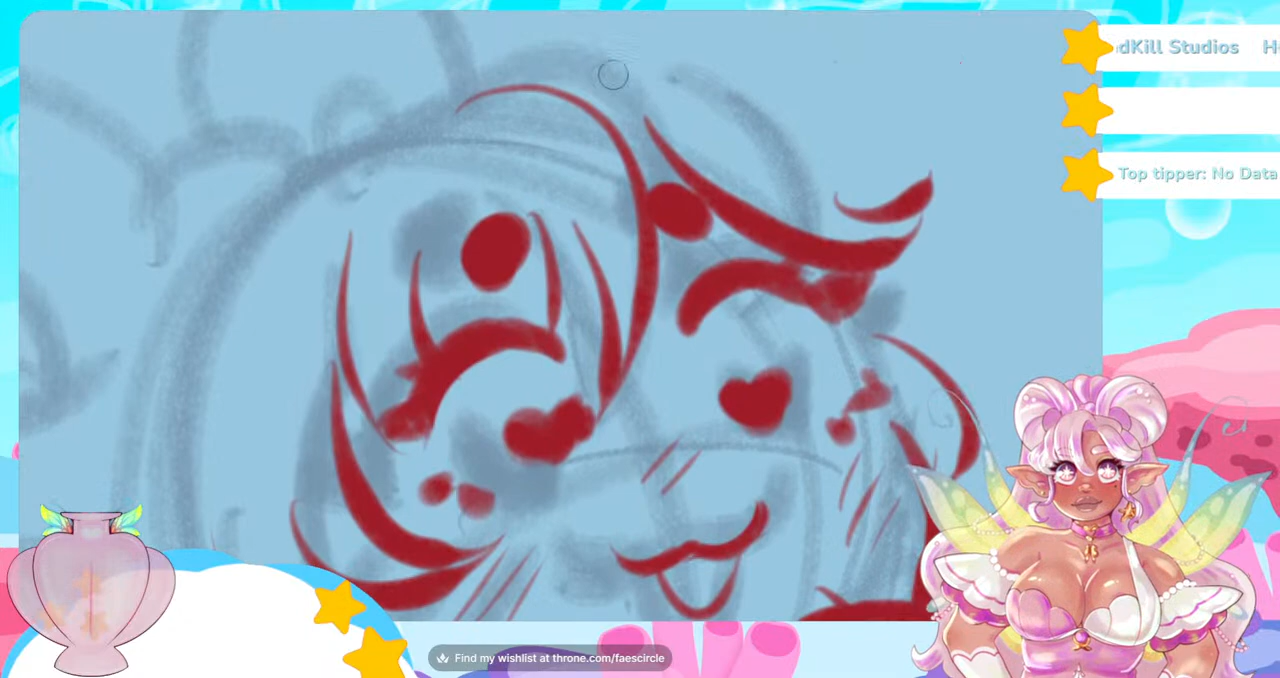 dKill Studios
Top tipper: No Data
Find my wishlist at throne.com/faescircle